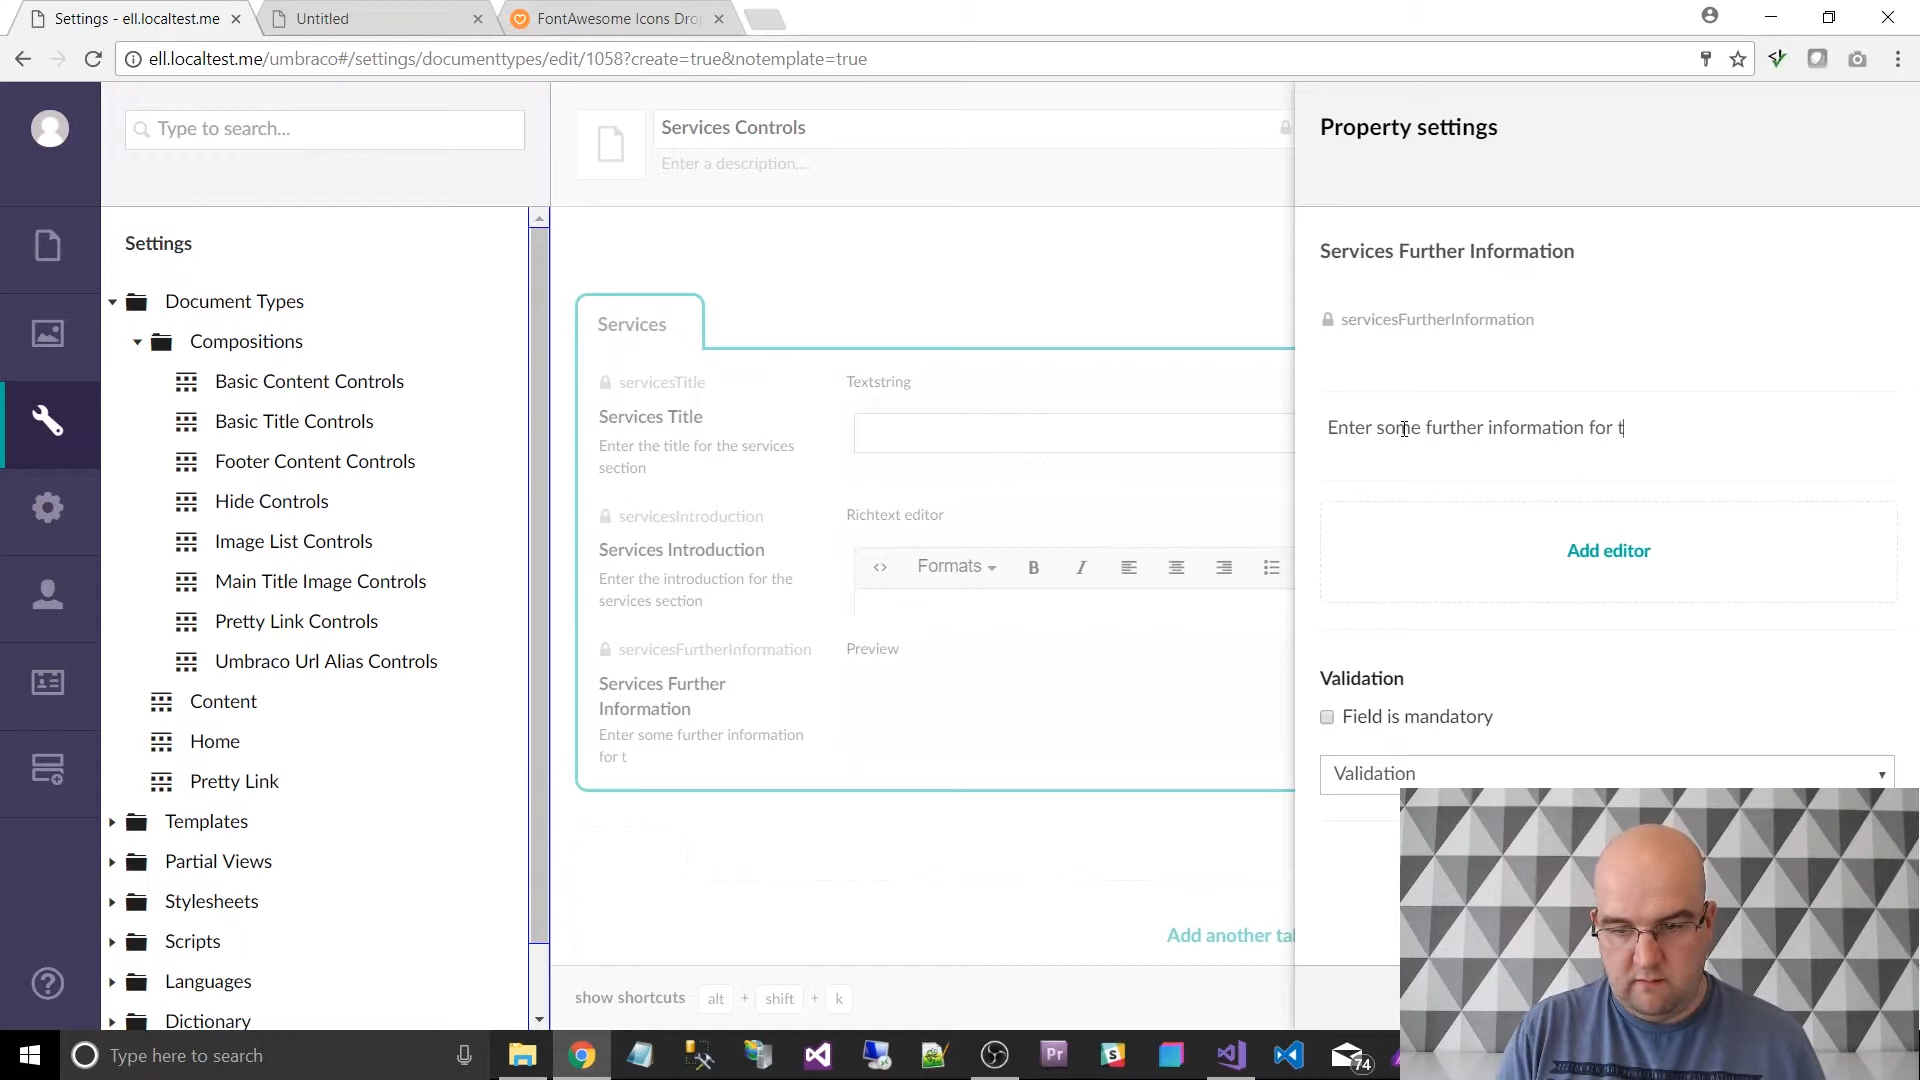 Settings - ell.localtest.me
Untitled
FontAwesome Icons Dro
ell.localtest.me/umbraco#/settings/documenttypes/edit/1058?create=true&notemplate=true
Type to search...
Services Controls
Enter a description...
Property settings
Settings
Document Types
Compositions
Basic Content Controls
Basic Title Controls
Footer Content Controls
Hide Controls
Image List Controls
Main Title Image Controls
Pretty Link Controls
Umbraco Url Alias Controls
Content
Home
Pretty Link
Templates
Partial Views
Stylesheets
Scripts
Languages
Dictionary
Services
servicesTitle
Textstring
Services Title
Enter the title for the services
section
servicesIntroduction
Richtext editor
Services Introduction
Formats
B
I
Enter the introduction for the
services section
servicesFurtherInformation
Preview
Services Further
Information
Enter some further information
for t
Add another tab
show shortcuts alt + shift + k
Services Further Information
servicesFurtherInformation
Enter some further information for t
Add editor
Validation
Field is mandatory
Validation
Type here to search
Pr
S
74